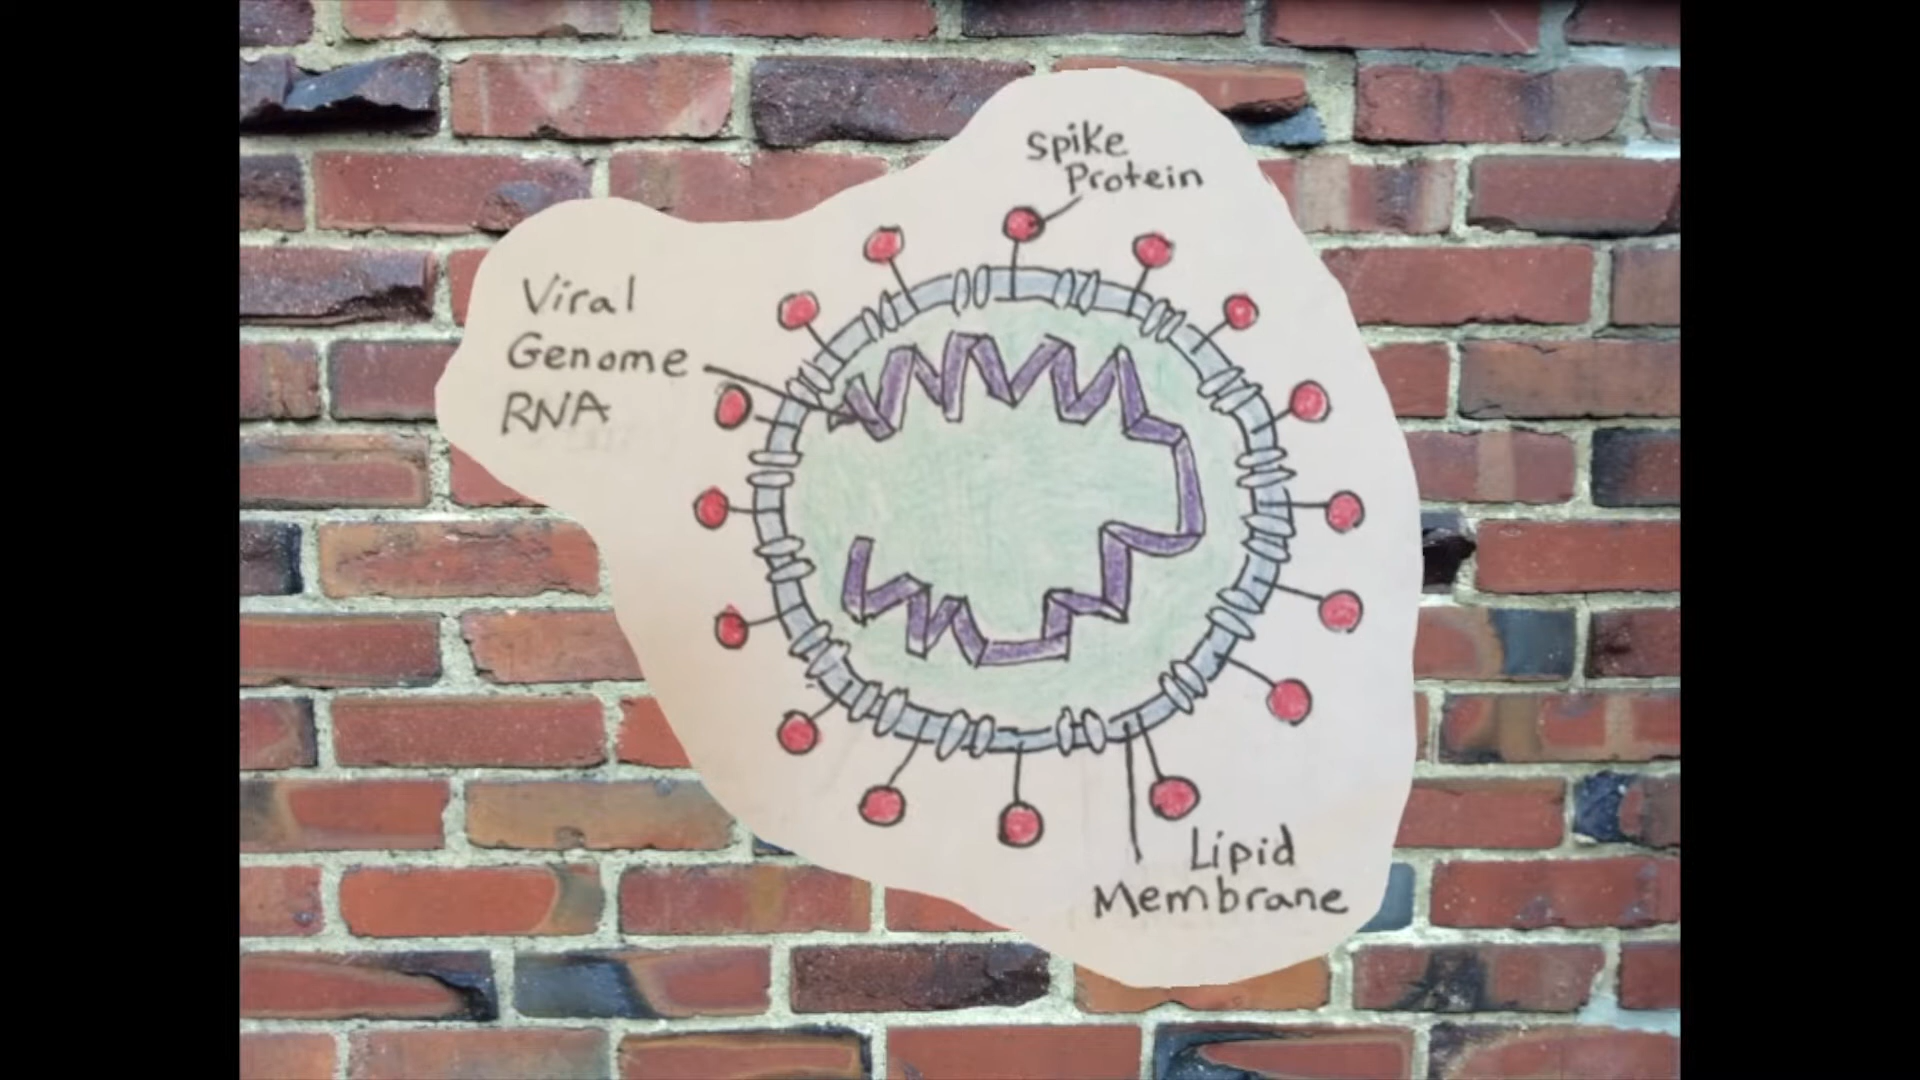 Spike
Protein
Viral
Genome
RNA
Lipid
Membrane